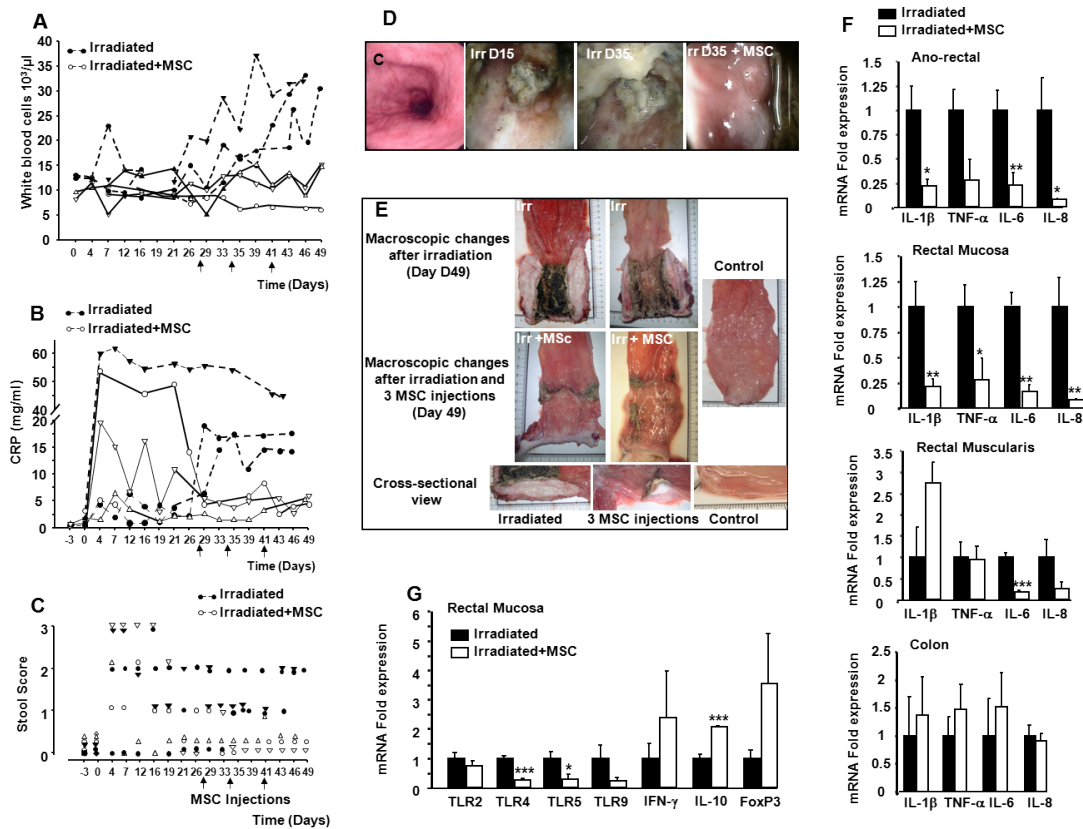 A
Irradiated
Irradiated+MSC
White blood cells 10³/µl
40
35
30
25
20
15
10
5
0
0 4 7 12 16 19 21 26 29 33 35 39 41 43 46 49
Time (Days)
B
Irradiated
Irradiated+MSC
CRP (mg/ml)
60
50
40
20
15
10
5
0
-3 0 4 7 12 16 19 21 26 29 33 35 39 41 43 46 49
Time (Days)
C
Irradiated
Irradiated+MSC
Stool Score
3
2
1
0
-3 0 4 7 12 16 19 21 26 29 33 35 39 41 43 46 49
MSC Injections
Time (Days)
D
C
Irr D15
Irr D35
rr D35 + MSC
E
Macroscopic changes
after irradiation
(Day D49)
Irr
Irr
Control
Macroscopic changes
after irradiation and
3 MSC injections
(Day 49)
Irr +MSc
Irr + MSC
Cross-sectional
view
Irradiated 3 MSC injections Control
F
Irradiated
Irradiated+MSC
Ano-rectal
mRNA Fold expression
1.5
1.25
1
0.75
0.5
0.25
0
* ** *
IL-1β TNF-α IL-6 IL-8
Rectal Mucosa
mRNA Fold expression
1.5
1.25
1
0.75
0.5
0.25
0
** * ** **
IL-1β TNF-α IL-6 IL-8
Rectal Muscularis
mRNA Fold expression
3.5
3
2.5
2
1.5
1
0.5
0
***
IL-1β TNF-α IL-6 IL-8
Colon
mRNA Fold expression
2.5
2
1.5
1
0.5
0
IL-1β TNF-α IL-6 IL-8
G
Rectal Mucosa
Irradiated
Irradiated+MSC
mRNA Fold expression
6
5
4
3
2
1
0
*** * ***
TLR2 TLR4 TLR5 TLR9 IFN-γ IL-10 FoxP3